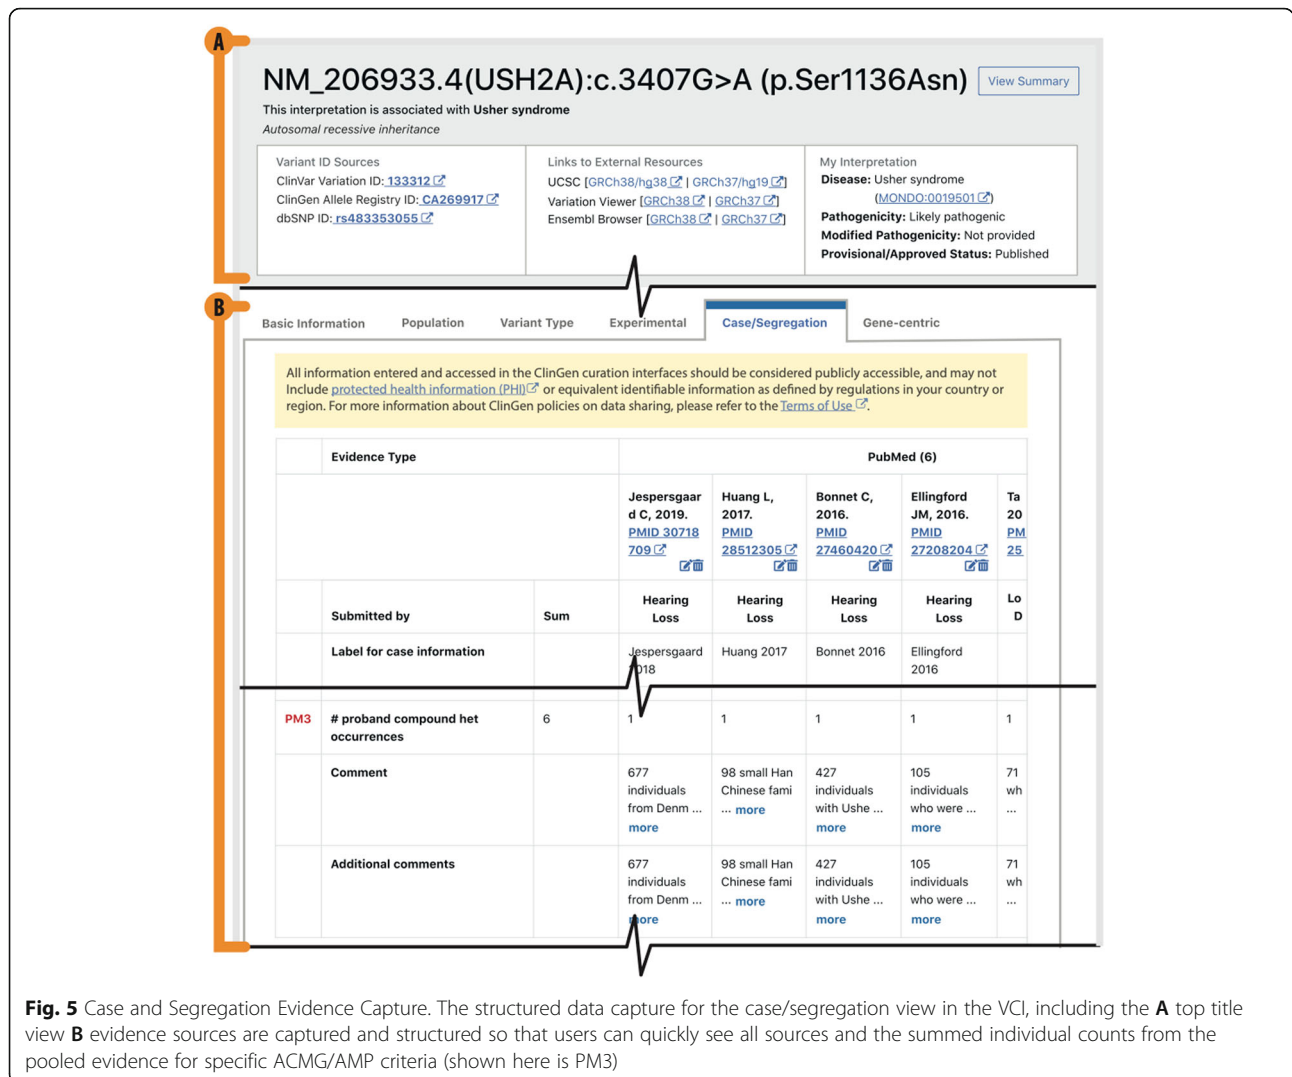 A
NM_206933.4(USH2A):c.3407G>A (p.Ser1136Asn)
View Summary
This interpretation is associated with Usher syndrome
Autosomal recessive inheritance
Variant ID Sources
ClinVar Variation ID: 133312
ClinGen Allele Registry ID: CA269917
dbSNP ID: rs483353055
Links to External Resources
UCSC [GRCh38/hg38 | GRCh37/hg19]
Variation Viewer [GRCh38 | GRCh37]
Ensembl Browser [GRCh38 | GRCh37]
My Interpretation
Disease: Usher syndrome
(MONDO:0019501)
Pathogenicity: Likely pathogenic
Modified Pathogenicity: Not provided
Provisional/Approved Status: Published
B
Basic Information Population Variant Type Experimental Case/Segregation Gene-centric
All information entered and accessed in the ClinGen curation interfaces should be considered publicly accessible, and may not
Include protected health information (PHI) or equivalent identifiable information as defined by regulations in your country or
region. For more information about ClinGen policies on data sharing, please refer to the Terms of Use.
Evidence Type PubMed (6)
Jespersgaar
d C, 2019.
PMID 30718
709
Huang L,
2017.
PMID
28512305
Bonnet C,
2016.
PMID
27460420
Ellingford
JM, 2016.
PMID
27208204
Ta
20
PM
25
Submitted by
Sum
Hearing
Loss
Hearing
Loss
Hearing
Loss
Hearing
Loss
Lo
D
Label for case information
Jespersgaard
2018
Huang 2017
Bonnet 2016
Ellingford
2016
PM3
# proband compound het
occurrences
6
1
1
1
1
1
Comment
677
individuals
from Denm ...
more
98 small Han
Chinese fami
... more
427
individuals
with Ushe ...
more
105
individuals
who were ...
more
71
wh
...
Additional comments
677
individuals
from Denm ...
more
98 small Han
Chinese fami
... more
427
individuals
with Ushe ...
more
105
individuals
who were ...
more
71
wh
...
Fig. 5 Case and Segregation Evidence Capture. The structured data capture for the case/segregation view in the VCI, including the A top title
view B evidence sources are captured and structured so that users can quickly see all sources and the summed individual counts from the
pooled evidence for specific ACMG/AMP criteria (shown here is PM3)